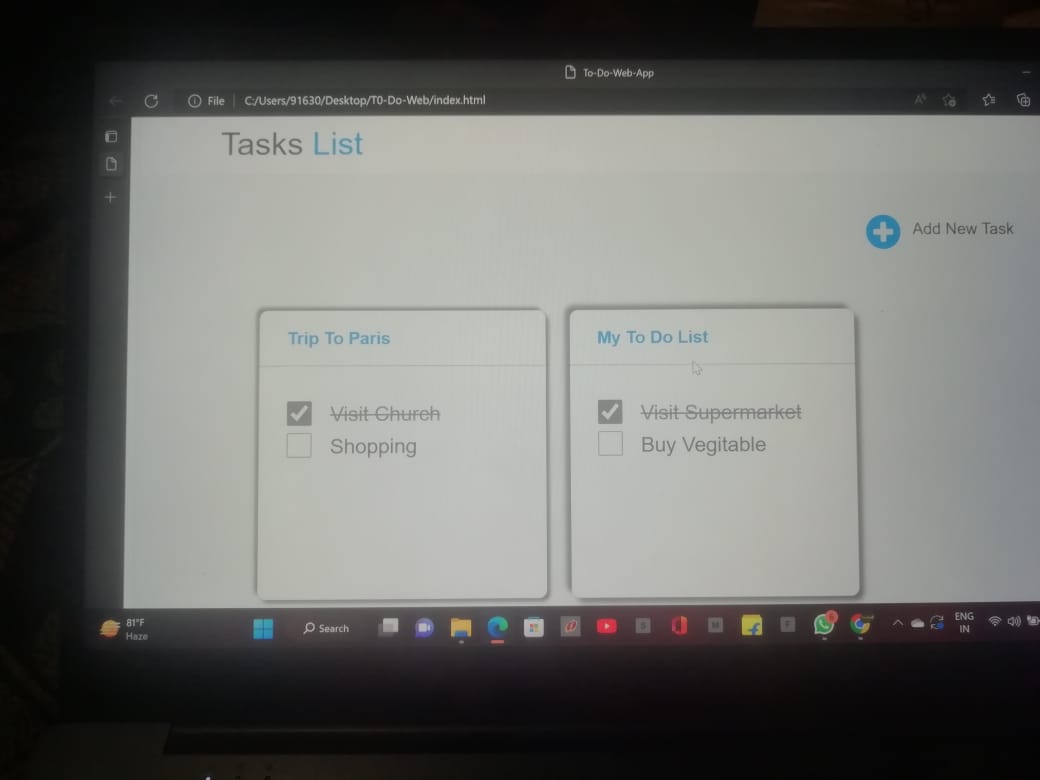 To-Do-Web-App
File C:/Users/91630/Desktop/T0-Do-Web/index.html
Tasks List
Add New Task
Trip To Paris
Visit Church
Shopping
My To Do List
Visit Supermarket
Buy Vegitable
81°F
Haze
Search
ENG
IN